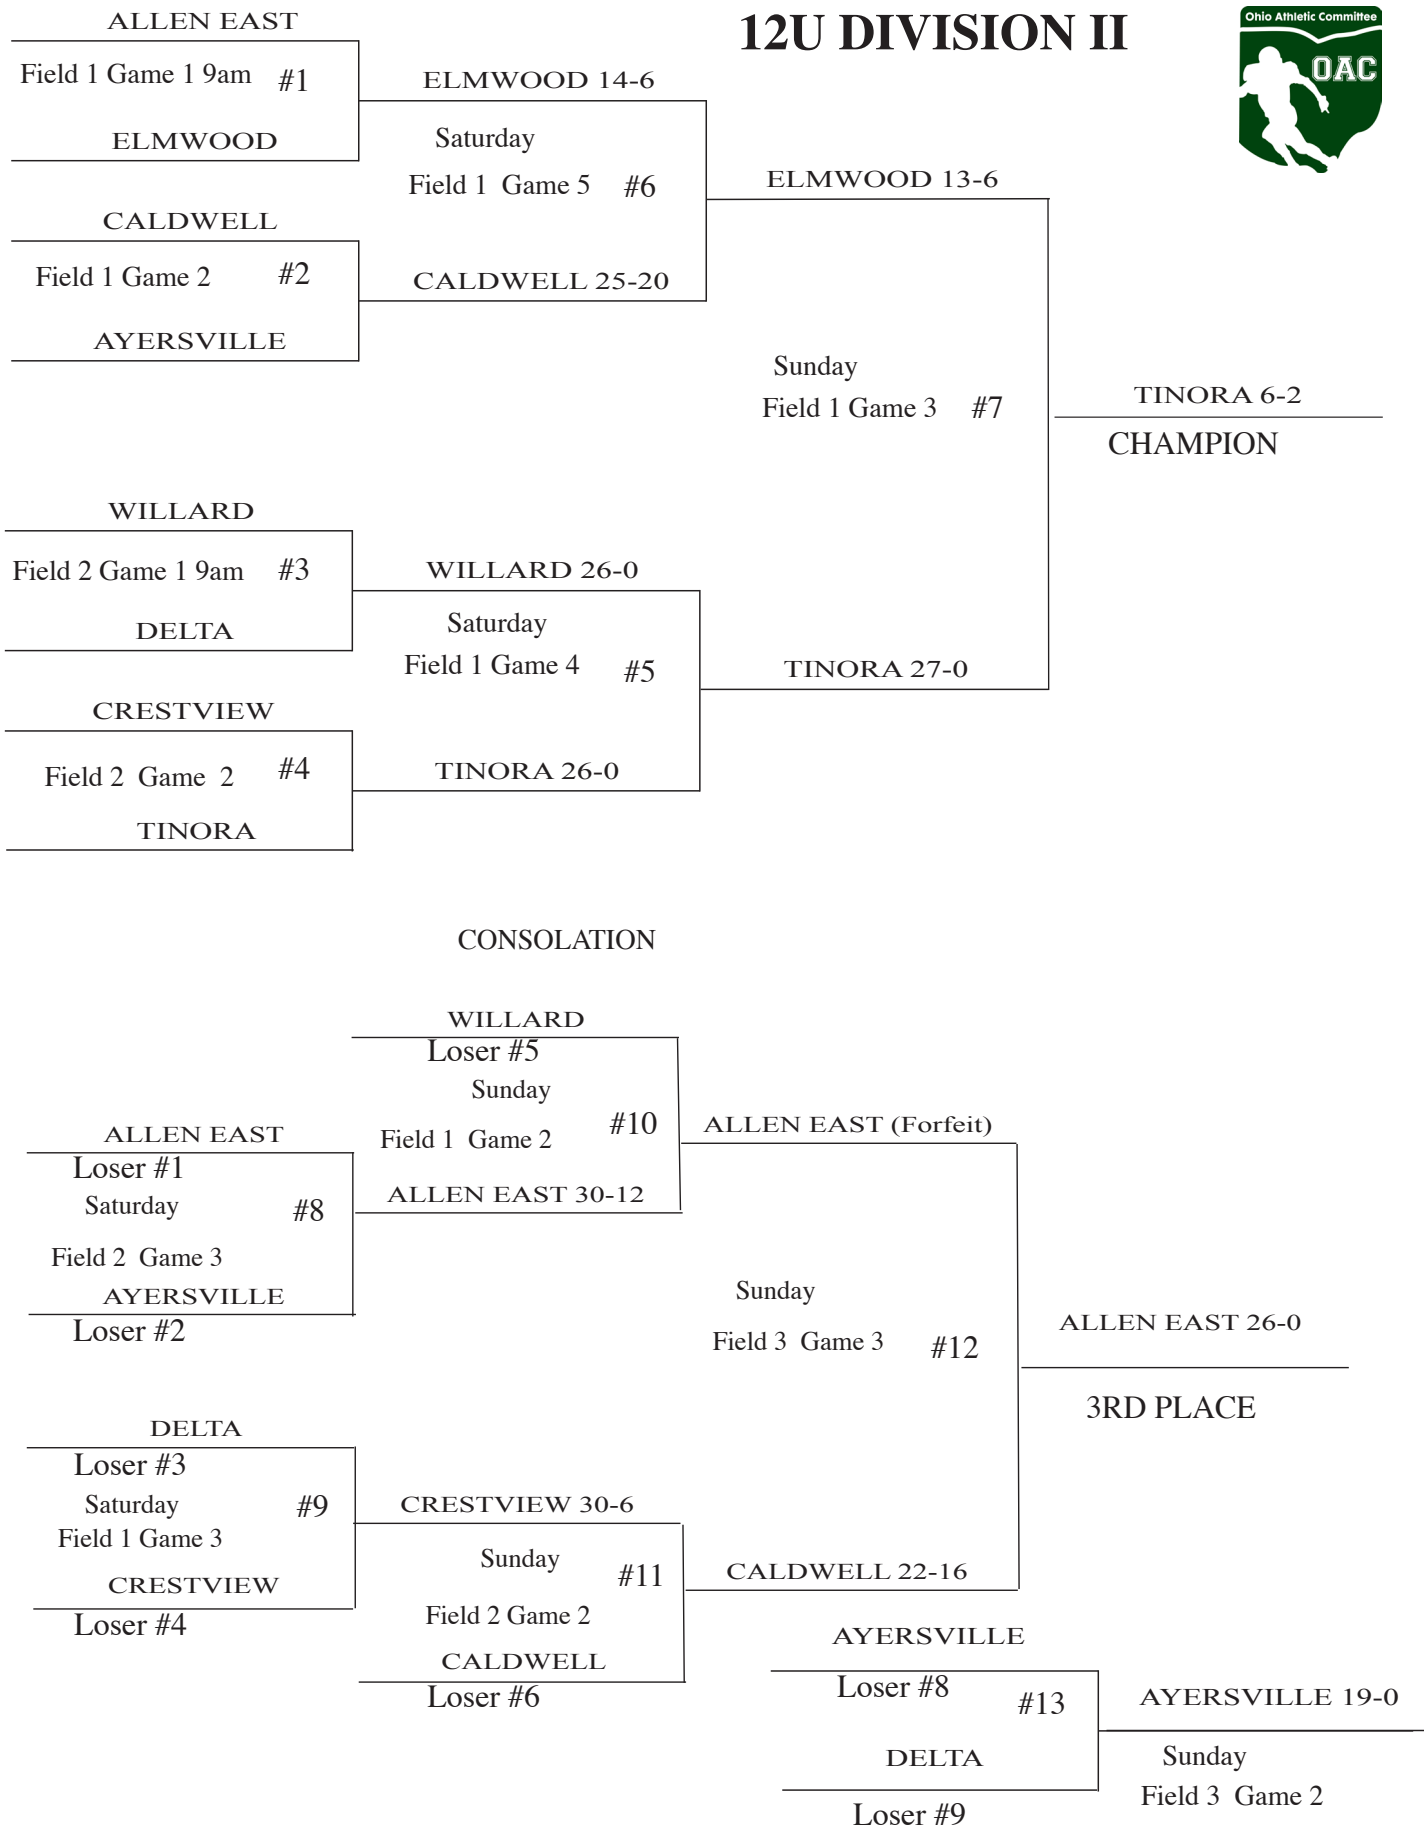 ALLEN EAST
12U DIVISION II
Ohio Athletic Committee
OAC
Field 1 Game 1 9am #1
ELMWOOD 14-6
ELMWOOD
Saturday
Field 1 Game 5 #6
ELMWOOD 13-6
CALDWELL
Field 1 Game 2 #2
CALDWELL 25-20
AYERSVILLE
Sunday
Field 1 Game 3 #7
TINORA 6-2
CHAMPION
WILLARD
Field 2 Game 1 9am #3
WILLARD 26-0
DELTA
Saturday
Field 1 Game 4 #5
TINORA 27-0
CRESTVIEW
Field 2 Game 2 #4
TINORA 26-0
TINORA
CONSOLATION
WILLARD
Loser #5
Sunday
Field 1 Game 2 #10
ALLEN EAST (Forfeit)
ALLEN EAST
Loser #1
Saturday
#8
ALLEN EAST 30-12
Field 2 Game 3
AYERSVILLE
Loser #2
Sunday
Field 3 Game 3 #12
ALLEN EAST 26-0
3RD PLACE
DELTA
Loser #3
Saturday
#9
Field 1 Game 3
CRESTVIEW 30-6
CRESTVIEW
Loser #4
Sunday
#11
Field 2 Game 2
CALDWELL 22-16
CALDWELL
Loser #6
AYERSVILLE
Loser #8
#13
AYERSVILLE 19-0
DELTA
Loser #9
Sunday
Field 3 Game 2